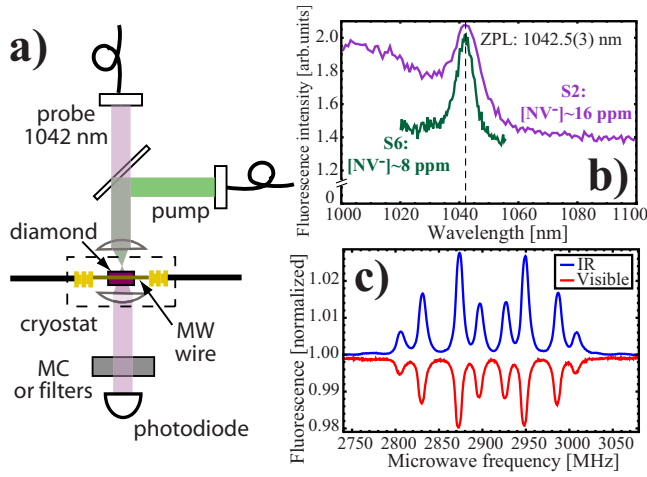 a)
probe
1042 nm
pump
diamond
cryostat
MW
wire
MC
or filters
photodiode
b)
ZPL: 1042.5(3) nm
S2:
[NV⁻]~16 ppm
S6:
[NV⁻]~8 ppm
Fluorescence intensity [arb.units]
2.0
1.8
1.6
1.4
0
1000 1020 1040 1060 1080 1100
Wavelength [nm]
c)
IR
Visible
Fluorescence [normalized]
1.02
1.01
1.00
0.99
0.98
2750 2800 2850 2900 2950 3000 3050
Microwave frequency [MHz]